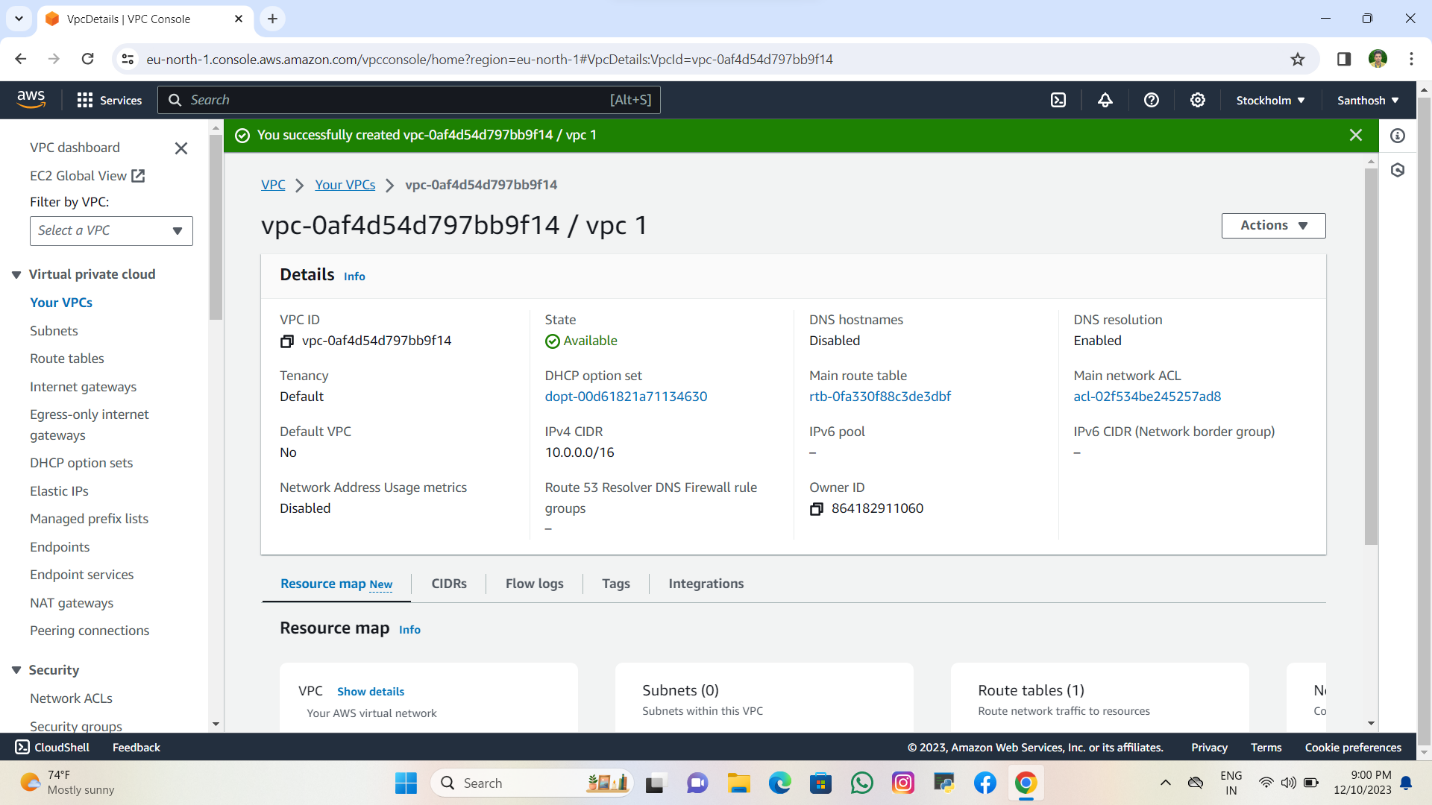 VpcDetails | VPC Console
eu-north-1.console.aws.amazon.com/vpcconsole/home?region=eu-north-1#VpcDetails:VpcId=vpc-0af4d54d797bb9f14
aws
Services
Search
[Alt+S]
Stockholm
Santhosh
You successfully created vpc-0af4d54d797bb9f14 / vpc 1
VPC dashboard
EC2 Global View
Filter by VPC:
Select a VPC
Virtual private cloud
Your VPCs
Subnets
Route tables
Internet gateways
Egress-only internet
gateways
DHCP option sets
Elastic IPs
Managed prefix lists
Endpoints
Endpoint services
NAT gateways
Peering connections
Security
Network ACLs
Security groups
VPC
Your VPCs
vpc-0af4d54d797bb9f14
vpc-0af4d54d797bb9f14 / vpc 1
Actions
Details Info
VPC ID
vpc-0af4d54d797bb9f14
State
Available
DNS hostnames
Disabled
DNS resolution
Enabled
Tenancy
Default
DHCP option set
dopt-00d61821a71134630
Main route table
rtb-0fa330f88c3de3dbf
Main network ACL
acl-02f534be245257ad8
Default VPC
No
IPv4 CIDR
10.0.0.0/16
IPv6 pool
–
IPv6 CIDR (Network border group)
–
Network Address Usage metrics
Disabled
Route 53 Resolver DNS Firewall rule
groups
–
Owner ID
864182911060
Resource map New
CIDRs
Flow logs
Tags
Integrations
Resource map Info
VPC Show details
Your AWS virtual network
Subnets (0)
Subnets within this VPC
Route tables (1)
Route network traffic to resources
Co
CloudShell
Feedback
© 2023, Amazon Web Services, Inc. or its affiliates.
Privacy
Terms
Cookie preferences
74°F
Mostly sunny
Search
ENG
IN
9:00 PM
12/10/2023